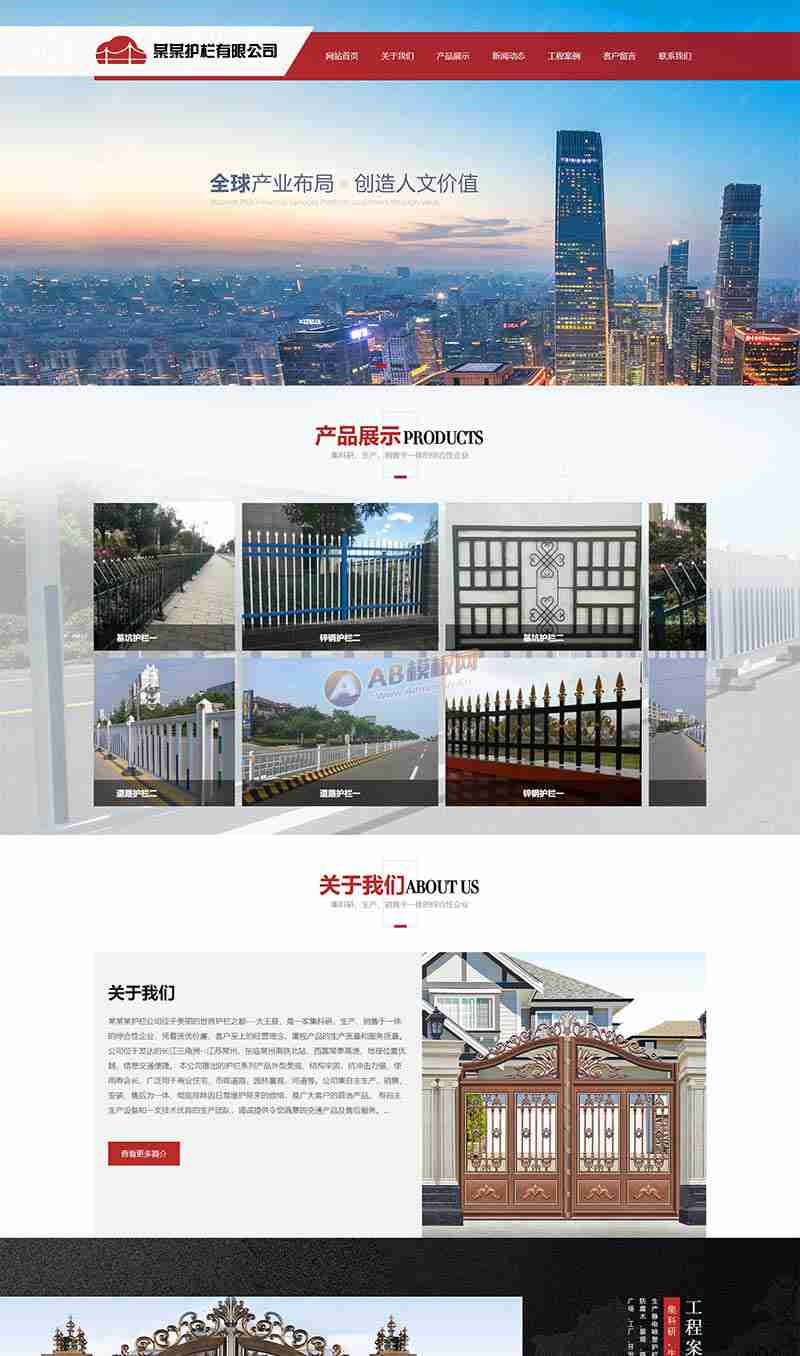 某某护栏有限公司
网站首页 关于我们 产品展示 新闻动态 工程案例 客户留言 联系我们
全球产业布局 创造人文价值
产品展示 PRODUCTS
集科研、生产、销售于一体的综合性企业
基坑护栏一
锌钢护栏二
基坑护栏二
AB模板网
道路护栏二
道路护栏一
锌钢护栏一
关于我们 ABOUT US
集科研、生产、销售于一体的综合性企业
关于我们
某某某护栏公司位于美丽的世界护栏之都---大王县，是一家集科研、生产、销售于一体
的综合性企业，凭着质优价廉、客户至上的经营理念，重视产品的生产质量和服务质量。
公司位于发达的长江三角洲--江苏常州，东临常州南铁北站，西靠常泰高速，地理位置优
越，信息交通便捷。本公司推出的护栏系列产品外型美观、结构牢固、抗冲击力强、使
用寿命长，广泛用于商业住宅、市政道路、园林景观、河道等。公司集自主生产、销售、
安装、售后为一体，彻底排除因日常维护带来的烦恼，是广大客户的首选产品。有自主
生产设备和一支技术优良的生产团队，竭诚提供令您满意的交通产品及售后服务。...
查看更多简介
工程案
集科研、生